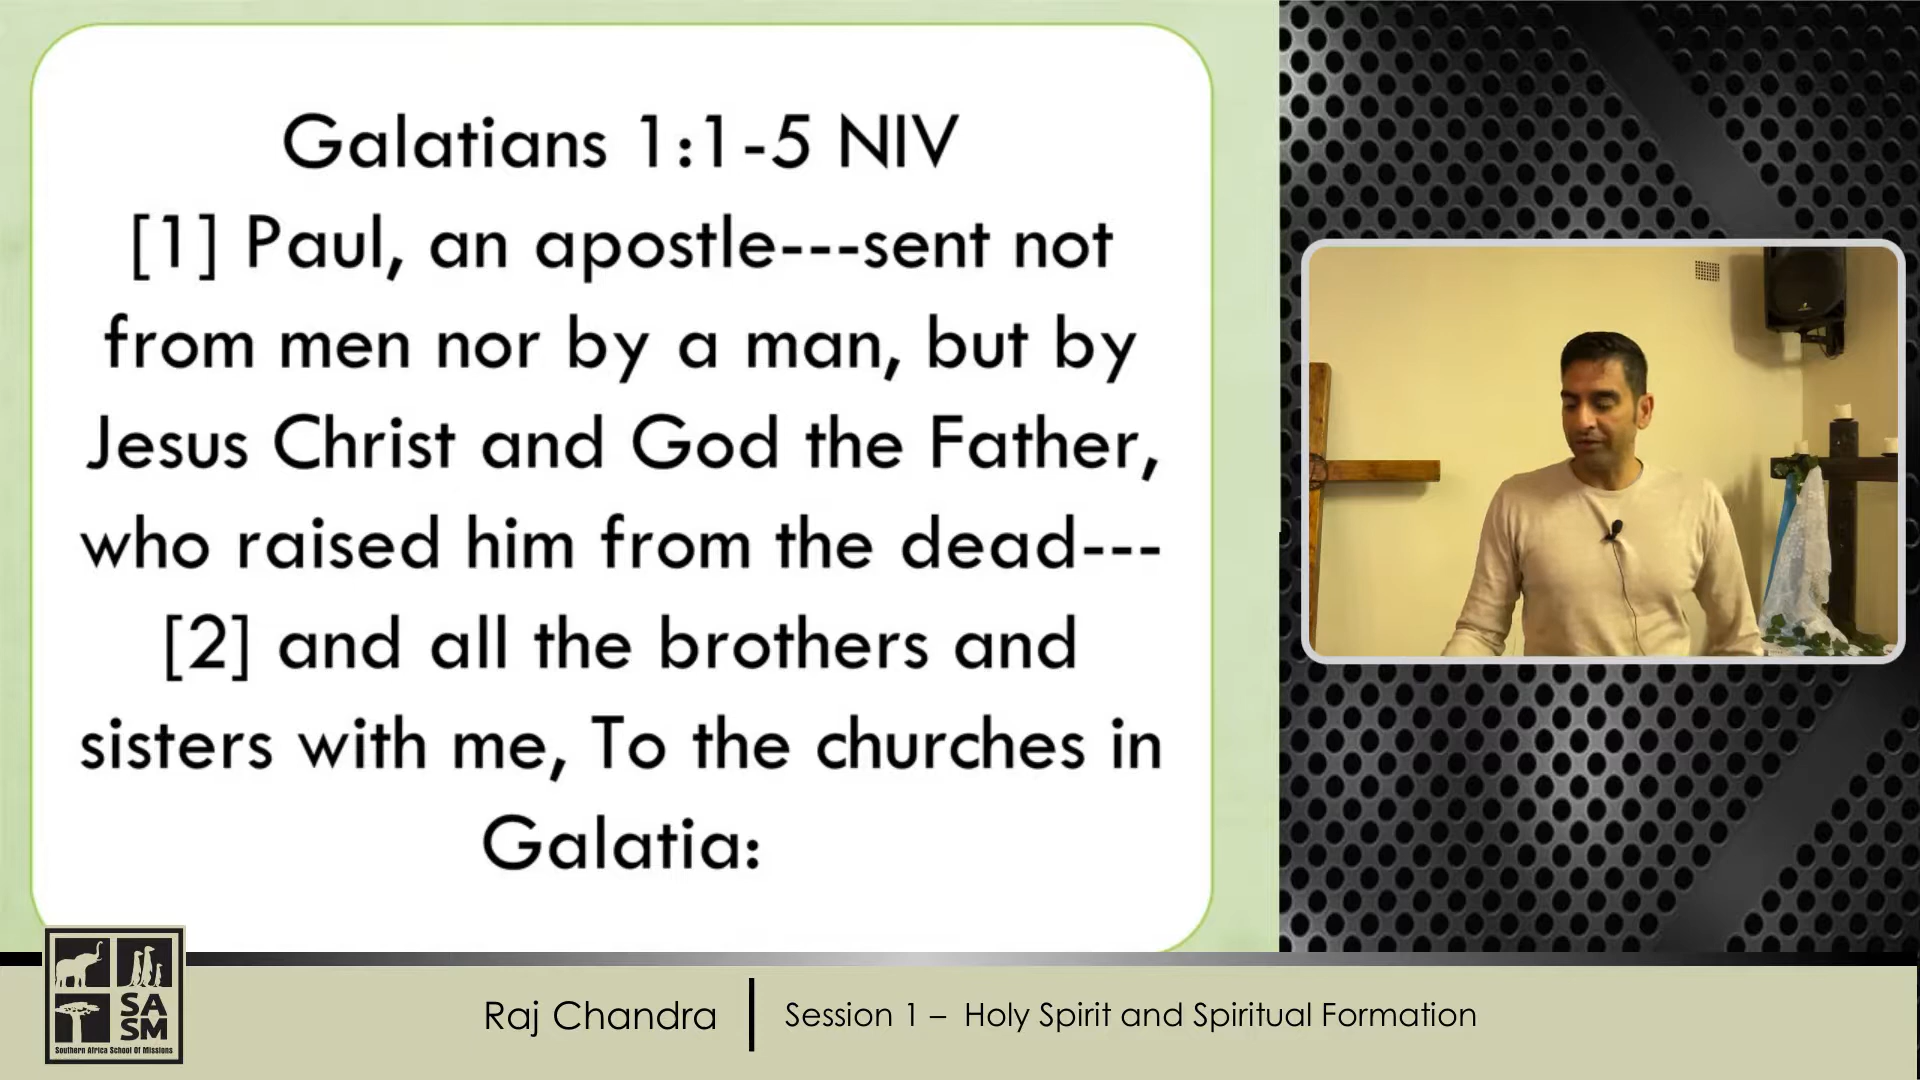 Galatians 1:1-5 NIV
[1] Paul, an apostle---sent not
from men nor by a man, but by
Jesus Christ and God the Father,
who raised him from the dead---
[2] and all the brothers and
sisters with me, To the churches in
Galatia:
SA
SM
Southern Africa School Of Missions
Raj Chandra
Session 1 – Holy Spirit and Spiritual Formation